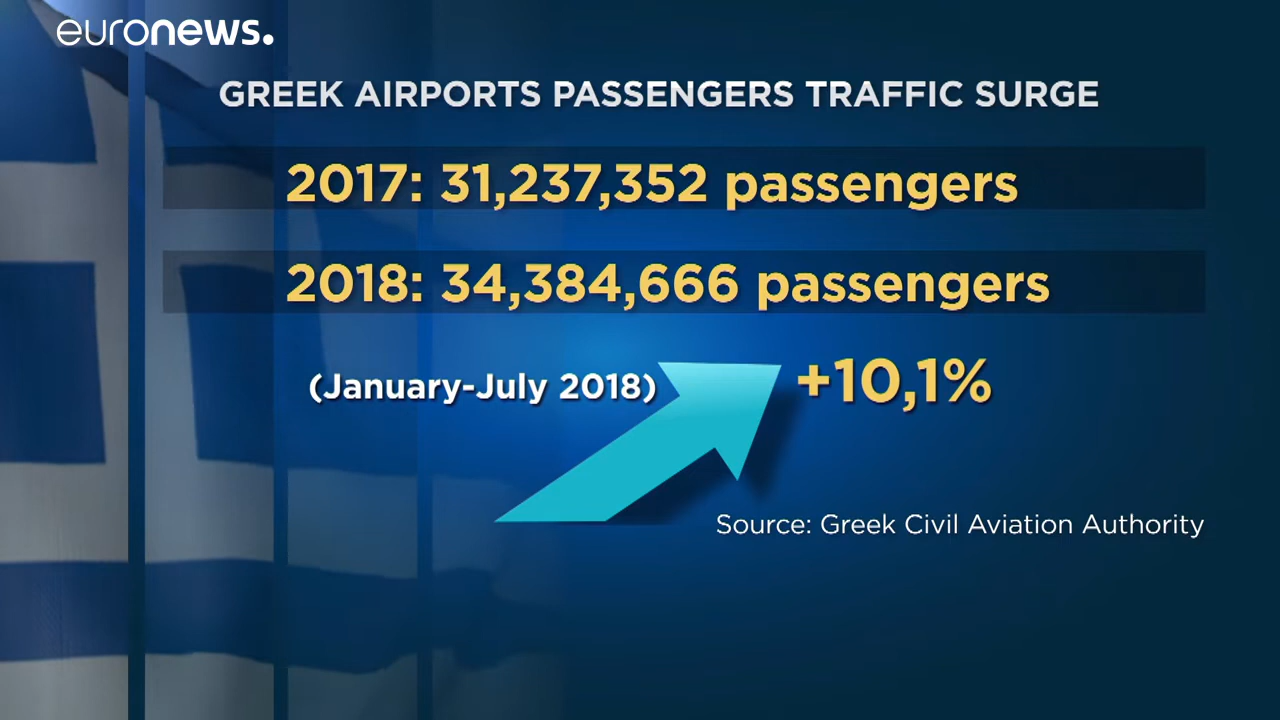 euronews.
GREEK AIRPORTS PASSENGERS TRAFFIC SURGE
2017: 31,237,352 passengers
2018: 34,384,666 passengers
(January-July 2018) +10,1%
Source: Greek Civil Aviation Authority